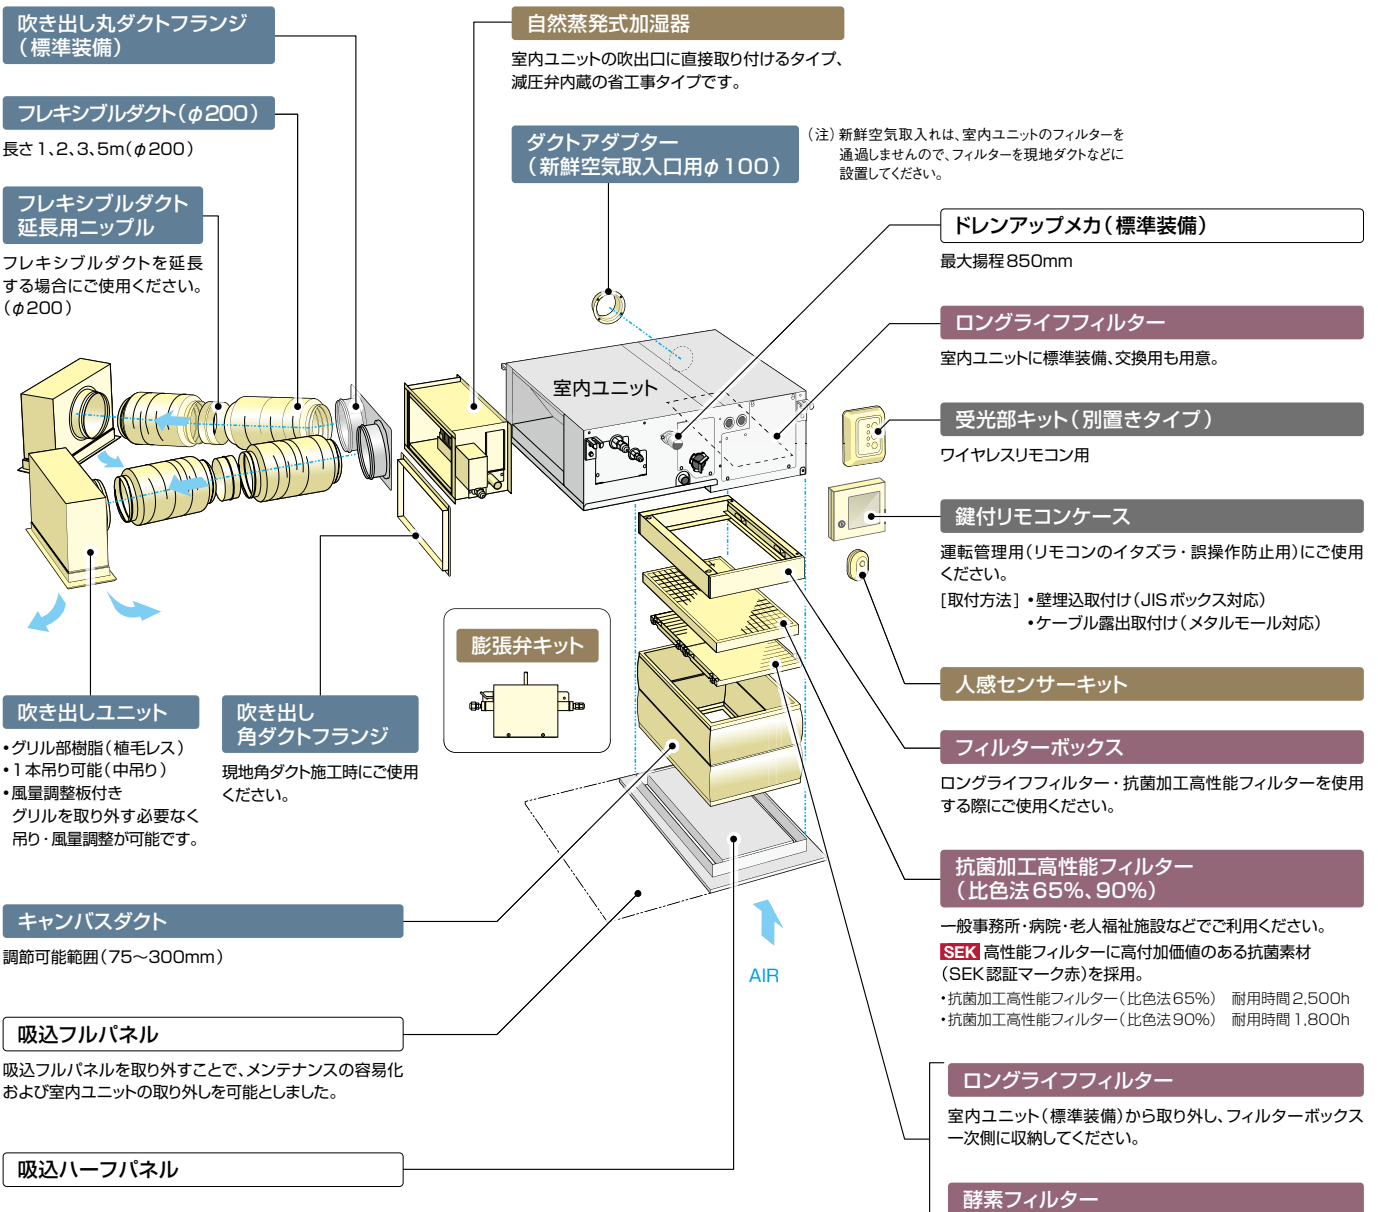 吹き出し丸ダクトフランジ
（標準装備）
フレキシブルダクト（φ200）
長さ1、2、3、5m（φ200）
フレキシブルダクト
延長用ニップル
フレキシブルダクトを延長
する場合にご使用ください。
（φ200）
自然蒸発式加湿器
室内ユニットの吹出口に直接取り付けるタイプ、
減圧弁内蔵の省工事タイプです。
ダクトアダプター
（新鮮空気取入口用φ100）
（注）新鮮空気取入れは、室内ユニットのフィルターを
通過しませんので、フィルターを現地ダクトなどに
設置してください。
室内ユニット
ドレンアップメカ（標準装備）
最大揚程850mm
ロングライフフィルター
室内ユニットに標準装備、交換用も用意。
受光部キット（別置きタイプ）
ワイヤレスリモコン用
鍵付リモコンケース
運転管理用（リモコンのイタズラ・誤操作防止用）にご使用
ください。
［取付方法］•壁埋込取付け（JISボックス対応）
•ケーブル露出取付け（メタルモール対応）
人感センサーキット
フィルターボックス
ロングライフフィルター・抗菌加工高性能フィルターを使用
する際にご使用ください。
抗菌加工高性能フィルター
（比色法65%、90%）
一般事務所・病院・老人福祉施設などでご利用ください。
SEK 高性能フィルターに高付加価値のある抗菌素材
（SEK認証マーク赤）を採用。
•抗菌加工高性能フィルター（比色法65%）　耐用時間2,500h
•抗菌加工高性能フィルター（比色法90%）　耐用時間1,800h
ロングライフフィルター
室内ユニット（標準装備）から取り外し、フィルターボックス
一次側に収納してください。
酵素フィルター
膨張弁キット
吹き出しユニット
•グリル部樹脂（植毛レス）
•1本吊り可能（中吊り）
•風量調整板付き
グリルを取り外す必要なく
吊り・風量調整が可能です。
吹き出し
角ダクトフランジ
現地角ダクト施工時にご使用
ください。
キャンバスダクト
調節可能範囲（75～300mm）
AIR
吸込フルパネル
吸込フルパネルを取り外すことで、メンテナンスの容易化
および室内ユニットの取り外しを可能としました。
吸込ハーフパネル